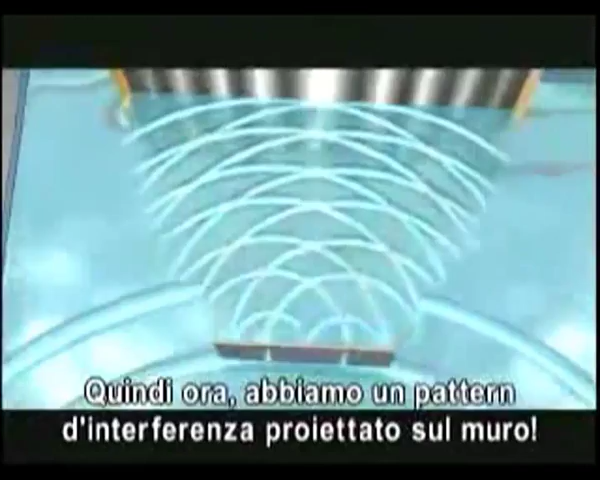 Quindi ora, abbiamo un pattern
d'interferenza proiettato sul muro!